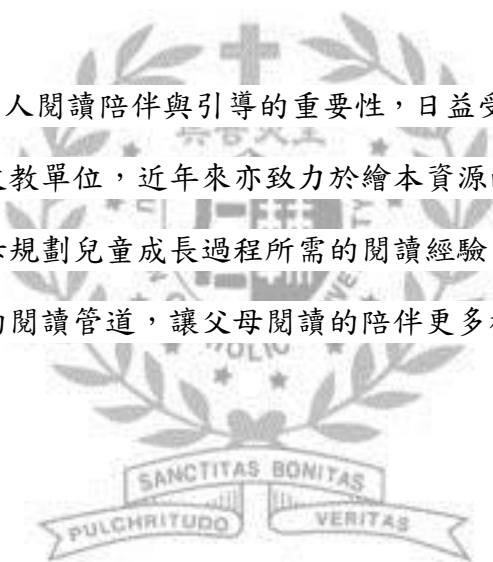 人閱讀陪伴與引導的重要性，日益受
教單位，近年來亦致力於繪本資源
規劃兒童成長過程所需的閱讀經驗
閱讀管道，讓父母閱讀的陪伴更多
SANCTITAS BONITAS
PULCHRITUDO VERITAS